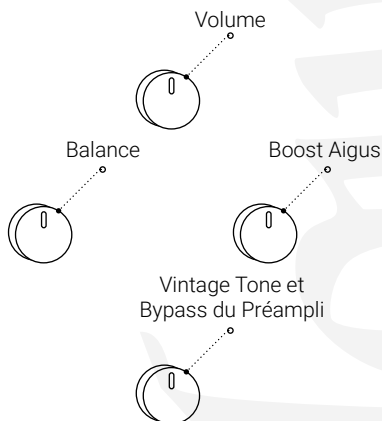 Volume
Balance
Boost Aigus
Vintage Tone et
Bypass du Préampli